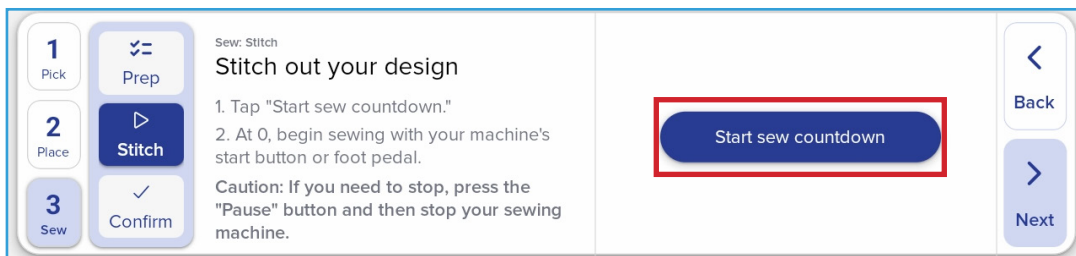 1
Pick
2
Place
3
Sew
Prep
Stitch
Confirm
Sew: Stitch
Stitch out your design
1. Tap "Start sew countdown."
2. At 0, begin sewing with your machine's
start button or foot pedal.
Caution: If you need to stop, press the
"Pause" button and then stop your sewing
machine.
Start sew countdown
Back
Next